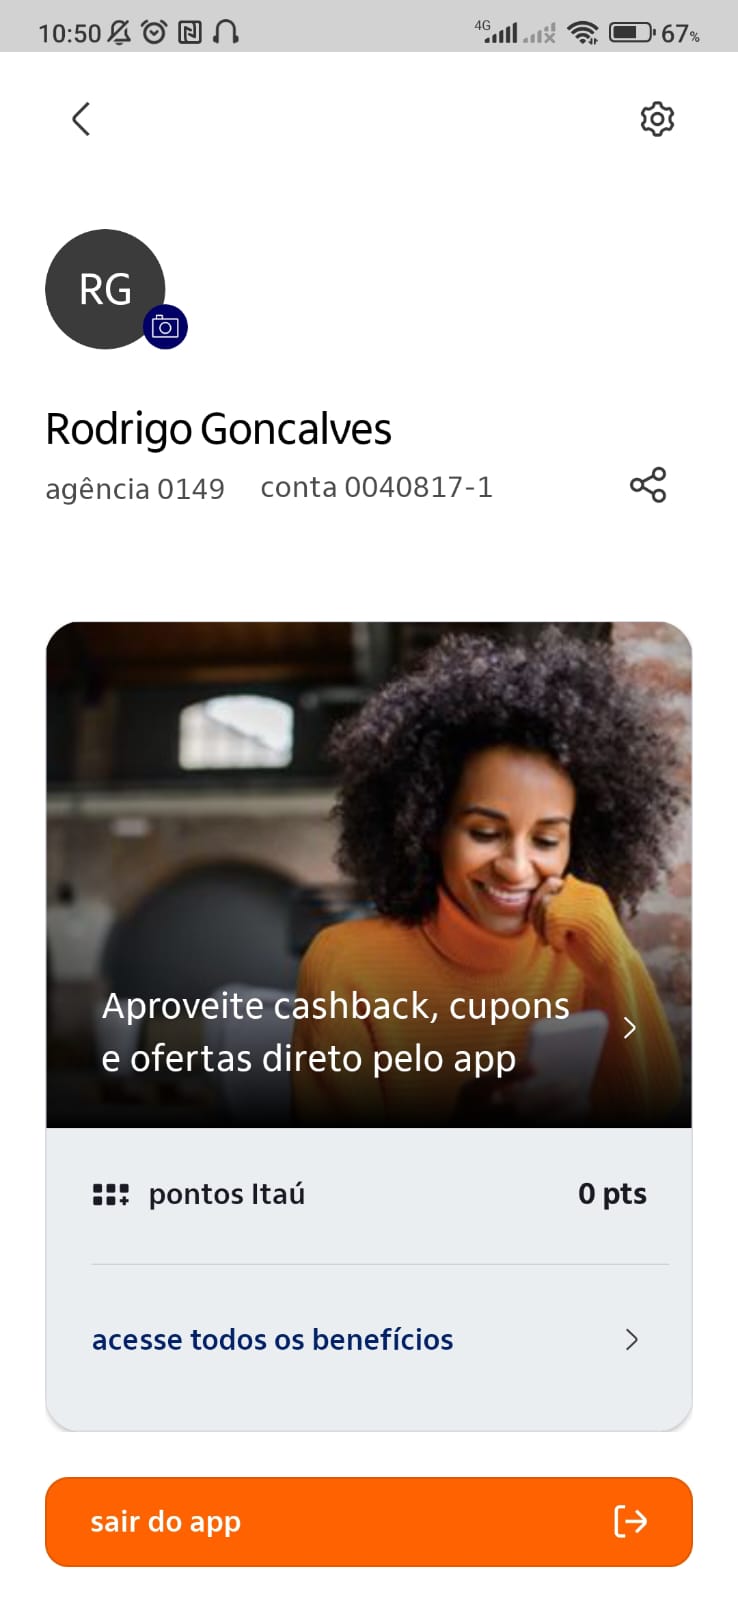 10:50
4G
67%
RG
Rodrigo Goncalves
agência 0149 conta 0040817-1
Aproveite cashback, cupons
e ofertas direto pelo app
pontos Itaú 0 pts
acesse todos os benefícios
sair do app